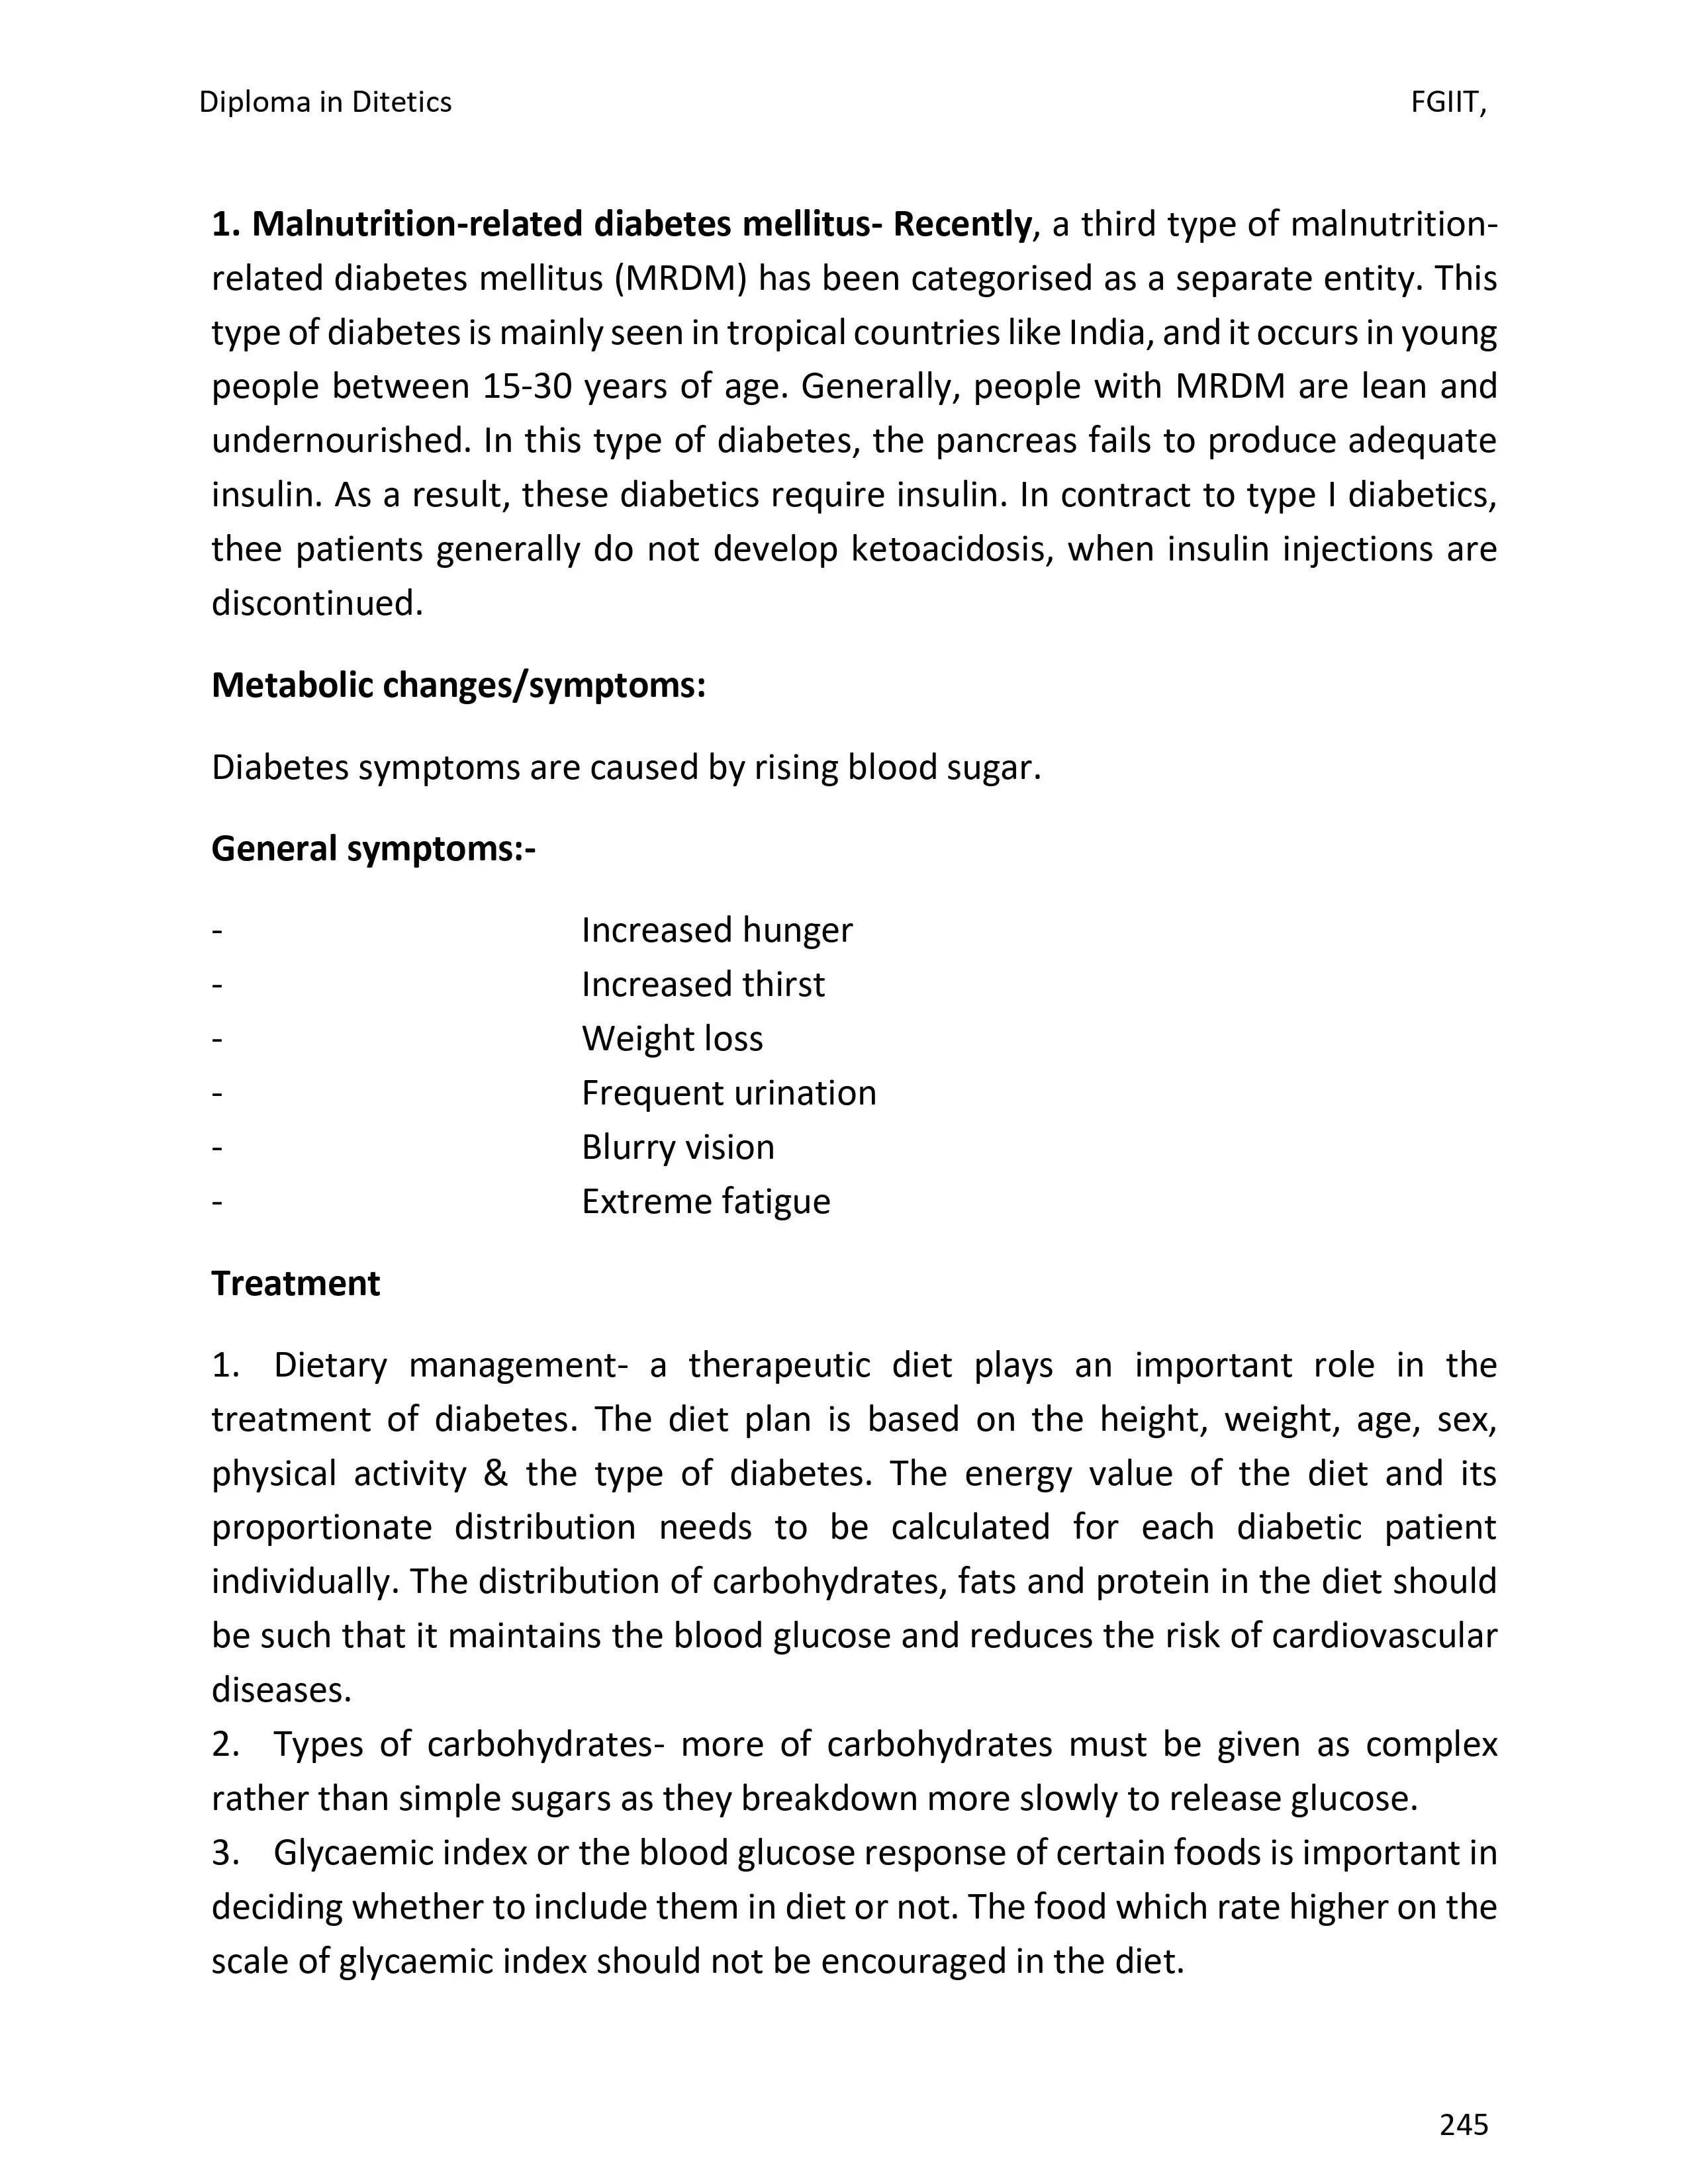 Diploma in Ditetics FGIIT,
1. Malnutrition-related diabetes mellitus- Recently, a third type of malnutrition-
related diabetes mellitus (MRDM) has been categorised as a separate entity. This
type of diabetes is mainly seen in tropical countries like India, and it occurs in young
people between 15-30 years of age. Generally, people with MRDM are lean and
undernourished. In this type of diabetes, the pancreas fails to produce adequate
insulin. As a result, these diabetics require insulin. In contract to type I diabetics,
thee patients generally do not develop ketoacidosis, when insulin injections are
discontinued.
Metabolic changes/symptoms:
Diabetes symptoms are caused by rising blood sugar.
General symptoms:-
- Increased hunger
- Increased thirst
- Weight loss
- Frequent urination
- Blurry vision
- Extreme fatigue
Treatment
1. Dietary management- a therapeutic diet plays an important role in the
treatment of diabetes. The diet plan is based on the height, weight, age, sex,
physical activity & the type of diabetes. The energy value of the diet and its
proportionate distribution needs to be calculated for each diabetic patient
individually. The distribution of carbohydrates, fats and protein in the diet should
be such that it maintains the blood glucose and reduces the risk of cardiovascular
diseases.
2. Types of carbohydrates- more of carbohydrates must be given as complex
rather than simple sugars as they breakdown more slowly to release glucose.
3. Glycaemic index or the blood glucose response of certain foods is important in
deciding whether to include them in diet or not. The food which rate higher on the
scale of glycaemic index should not be encouraged in the diet.
245